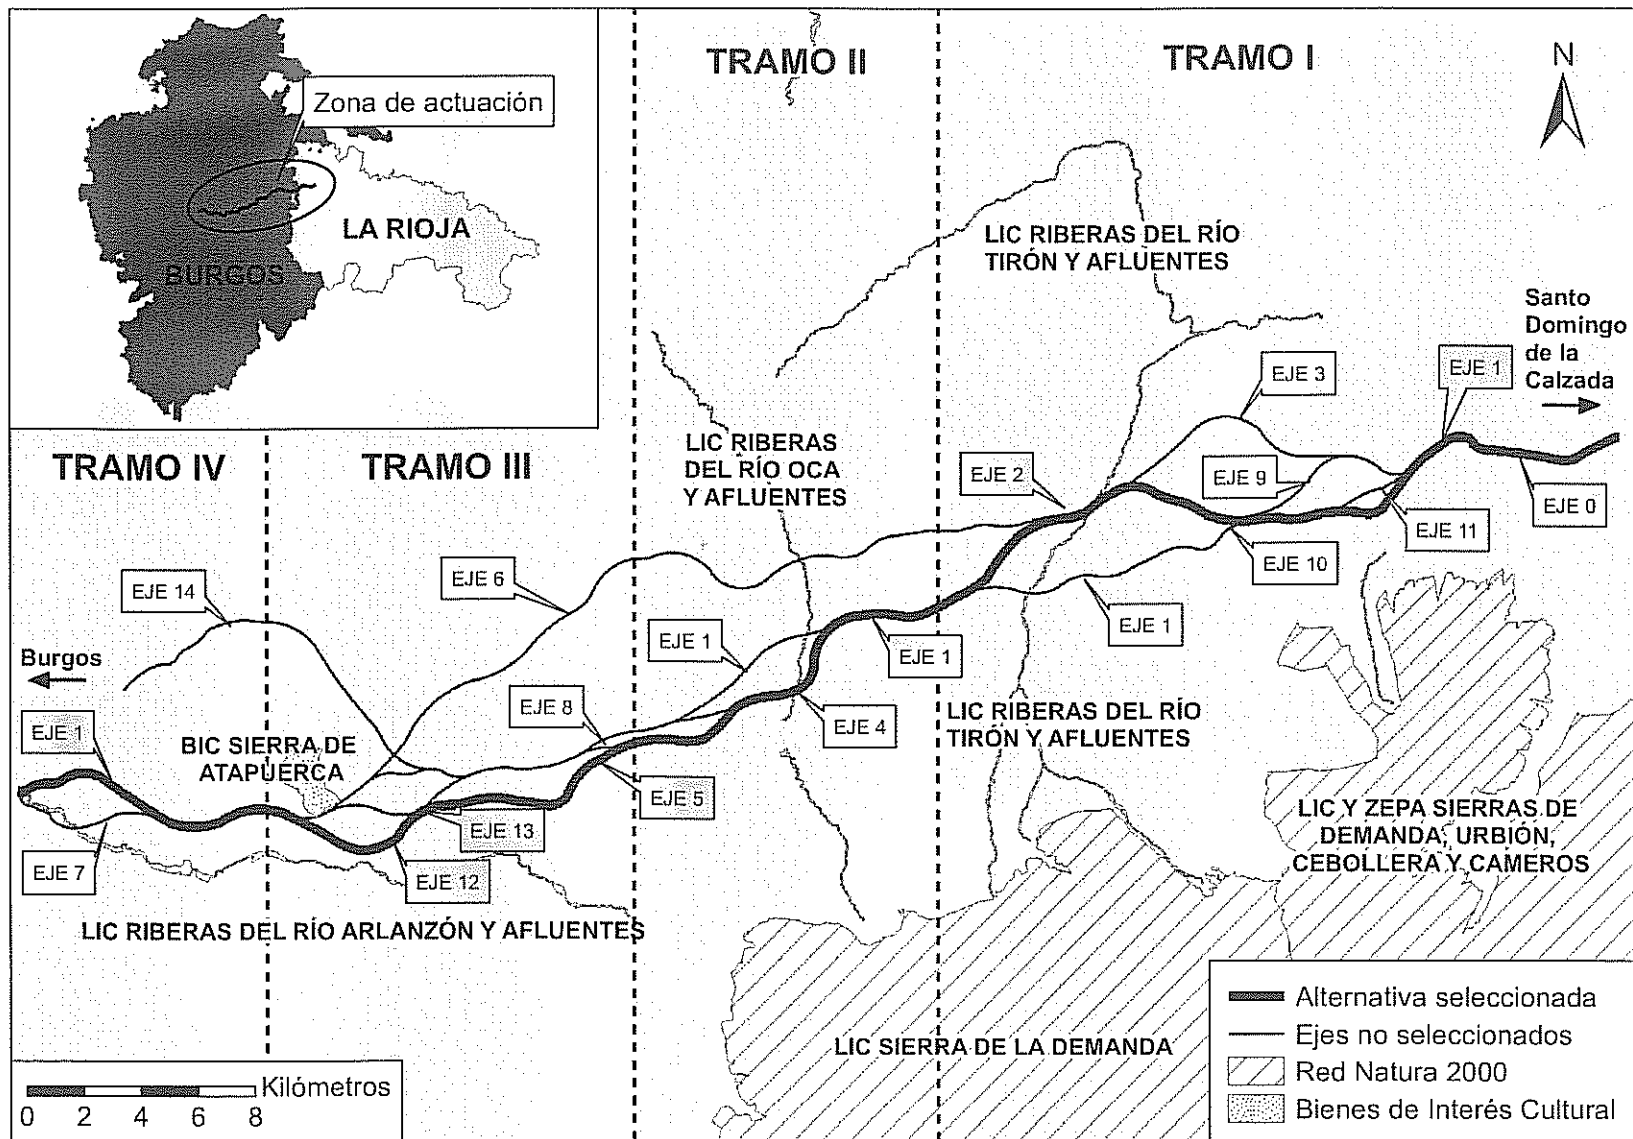 Zona de actuación
LA RIOJA
BURGOS
TRAMO II
TRAMO I
N
LIC RIBERAS DEL RÍO
TIRÓN Y AFLUENTES
Santo
Domingo
de la
Calzada
EJE 3
EJE 1
TRAMO IV
TRAMO III
LIC RIBERAS
DEL RÍO OCA
Y AFLUENTES
EJE 2
EJE 9
EJE 0
EJE 11
EJE 10
EJE 14
EJE 6
EJE 1
EJE 1
EJE 1
Burgos
EJE 1
BIC SIERRA DE
ATAPUERCA
EJE 8
EJE 4
LIC RIBERAS DEL RÍO
TIRÓN Y AFLUENTES
EJE 5
EJE 13
EJE 7
EJE 12
LIC Y ZEPA SIERRAS DE
DEMANDA, URBIÓN,
CEBOLLERA Y CAMEROS
LIC RIBERAS DEL RÍO ARLANZÓN Y AFLUENTES
LIC SIERRA DE LA DEMANDA
Alternativa seleccionada
Ejes no seleccionados
Red Natura 2000
Bienes de Interés Cultural
Kilómetros
0 2 4 6 8